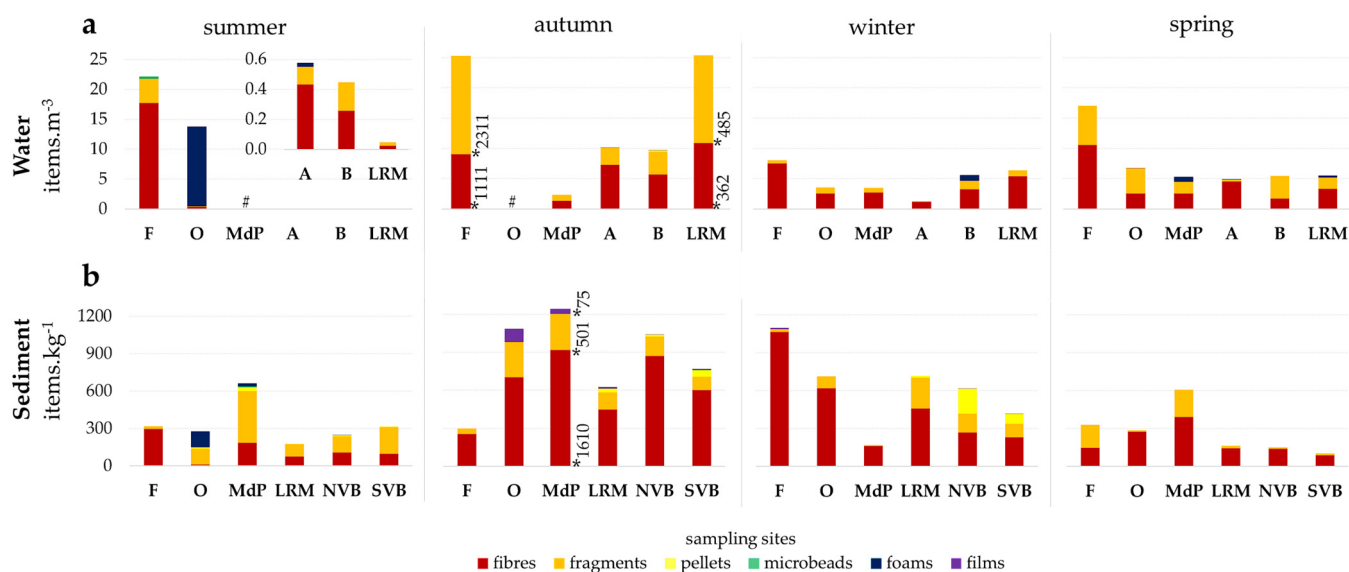 a
summer
autumn
winter
spring
Water
items.m⁻³
25
20
15
10
5
0
0.6
0.4
0.2
0.0
A B LRM
#
#
*2311
*1111
*485
*362
F O MdP A B LRM
F O MdP A B LRM
F O MdP A B LRM
F O MdP A B LRM
b
Sediment
items.kg⁻¹
1200
900
600
300
0
*75
*501
*1610
F O MdP LRM NVB SVB
F O MdP LRM NVB SVB
F O MdP LRM NVB SVB
F O MdP LRM NVB SVB
sampling sites
fibres fragments pellets microbeads foams films